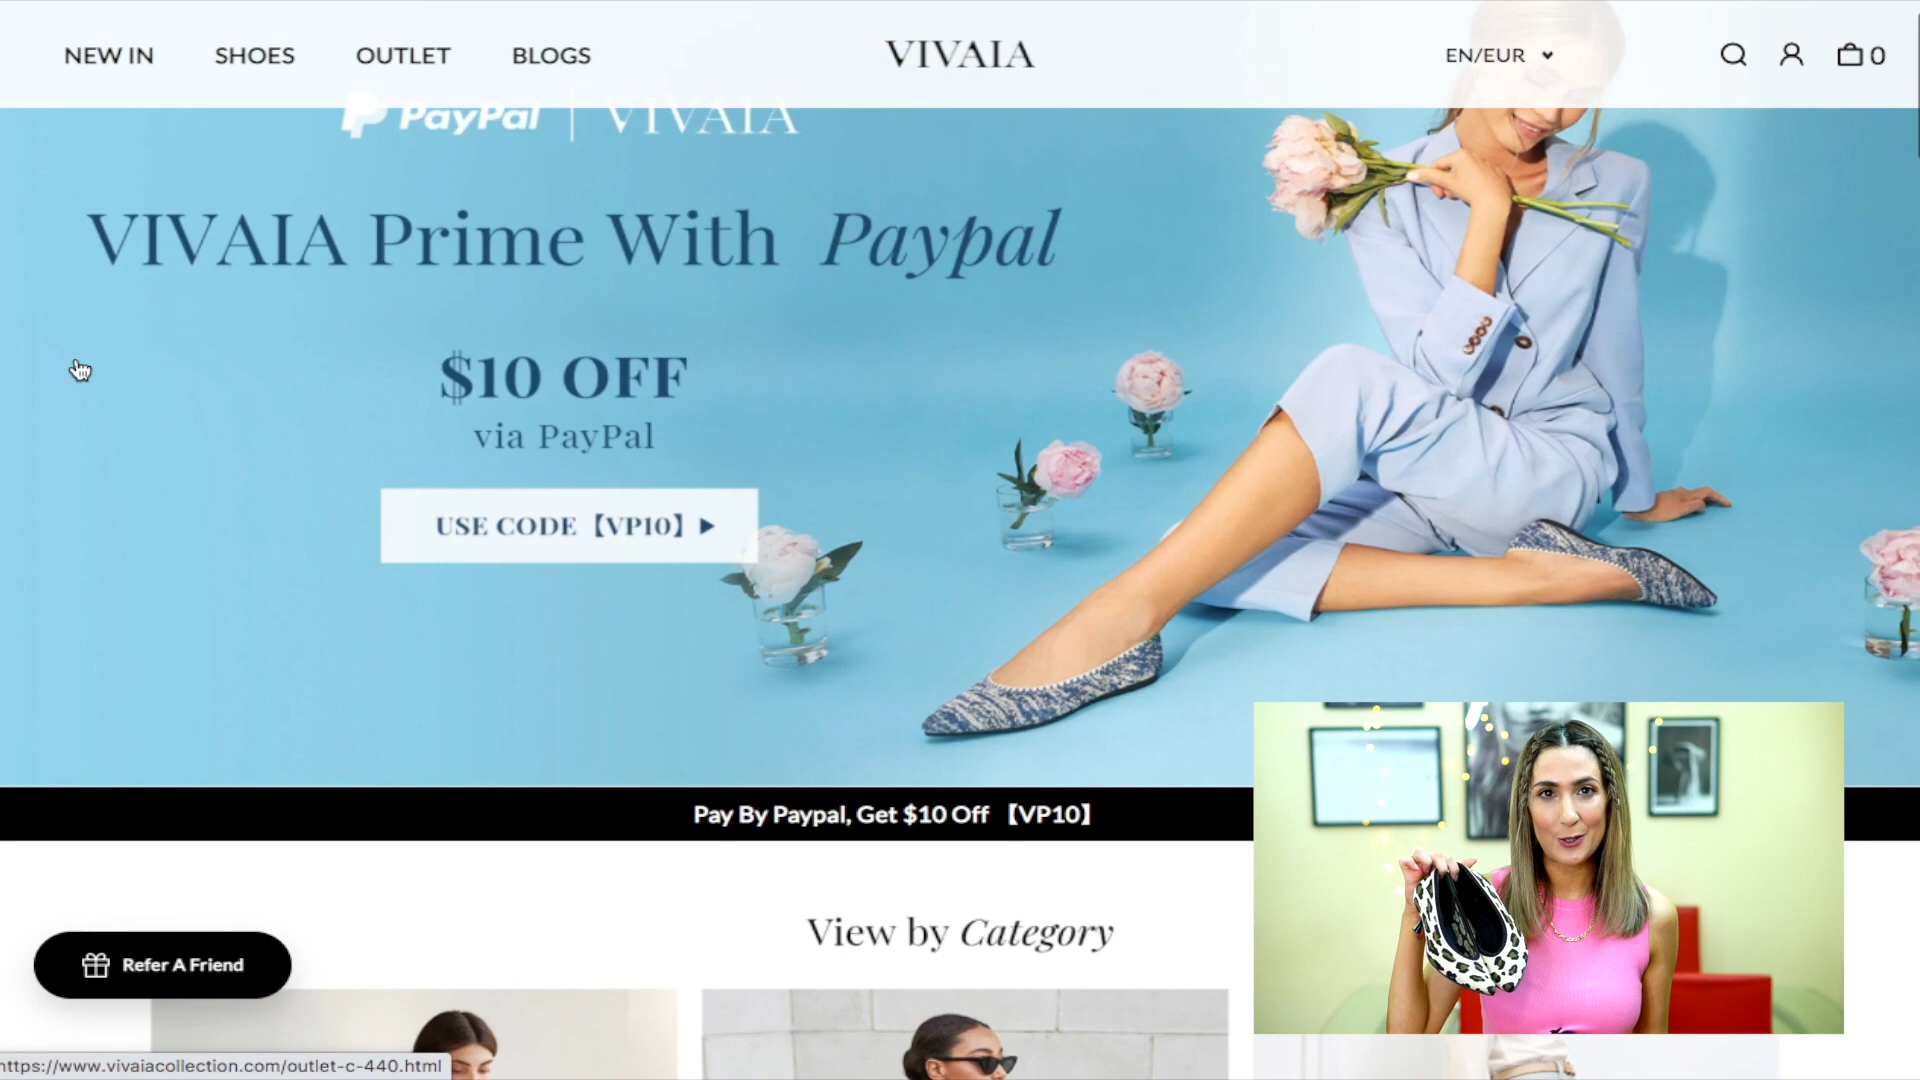 NEW IN SHOES OUTLET BLOGS VIVAIA EN/EUR 0
PayPal | VIVAIA
VIVAIA Prime With Paypal
$10 OFF
via PayPal
USE CODE【VP10】
Pay By Paypal, Get $10 Off 【VP10】
View by Category
Refer A Friend
https://www.vivaiacollection.com/outlet-c-440.html